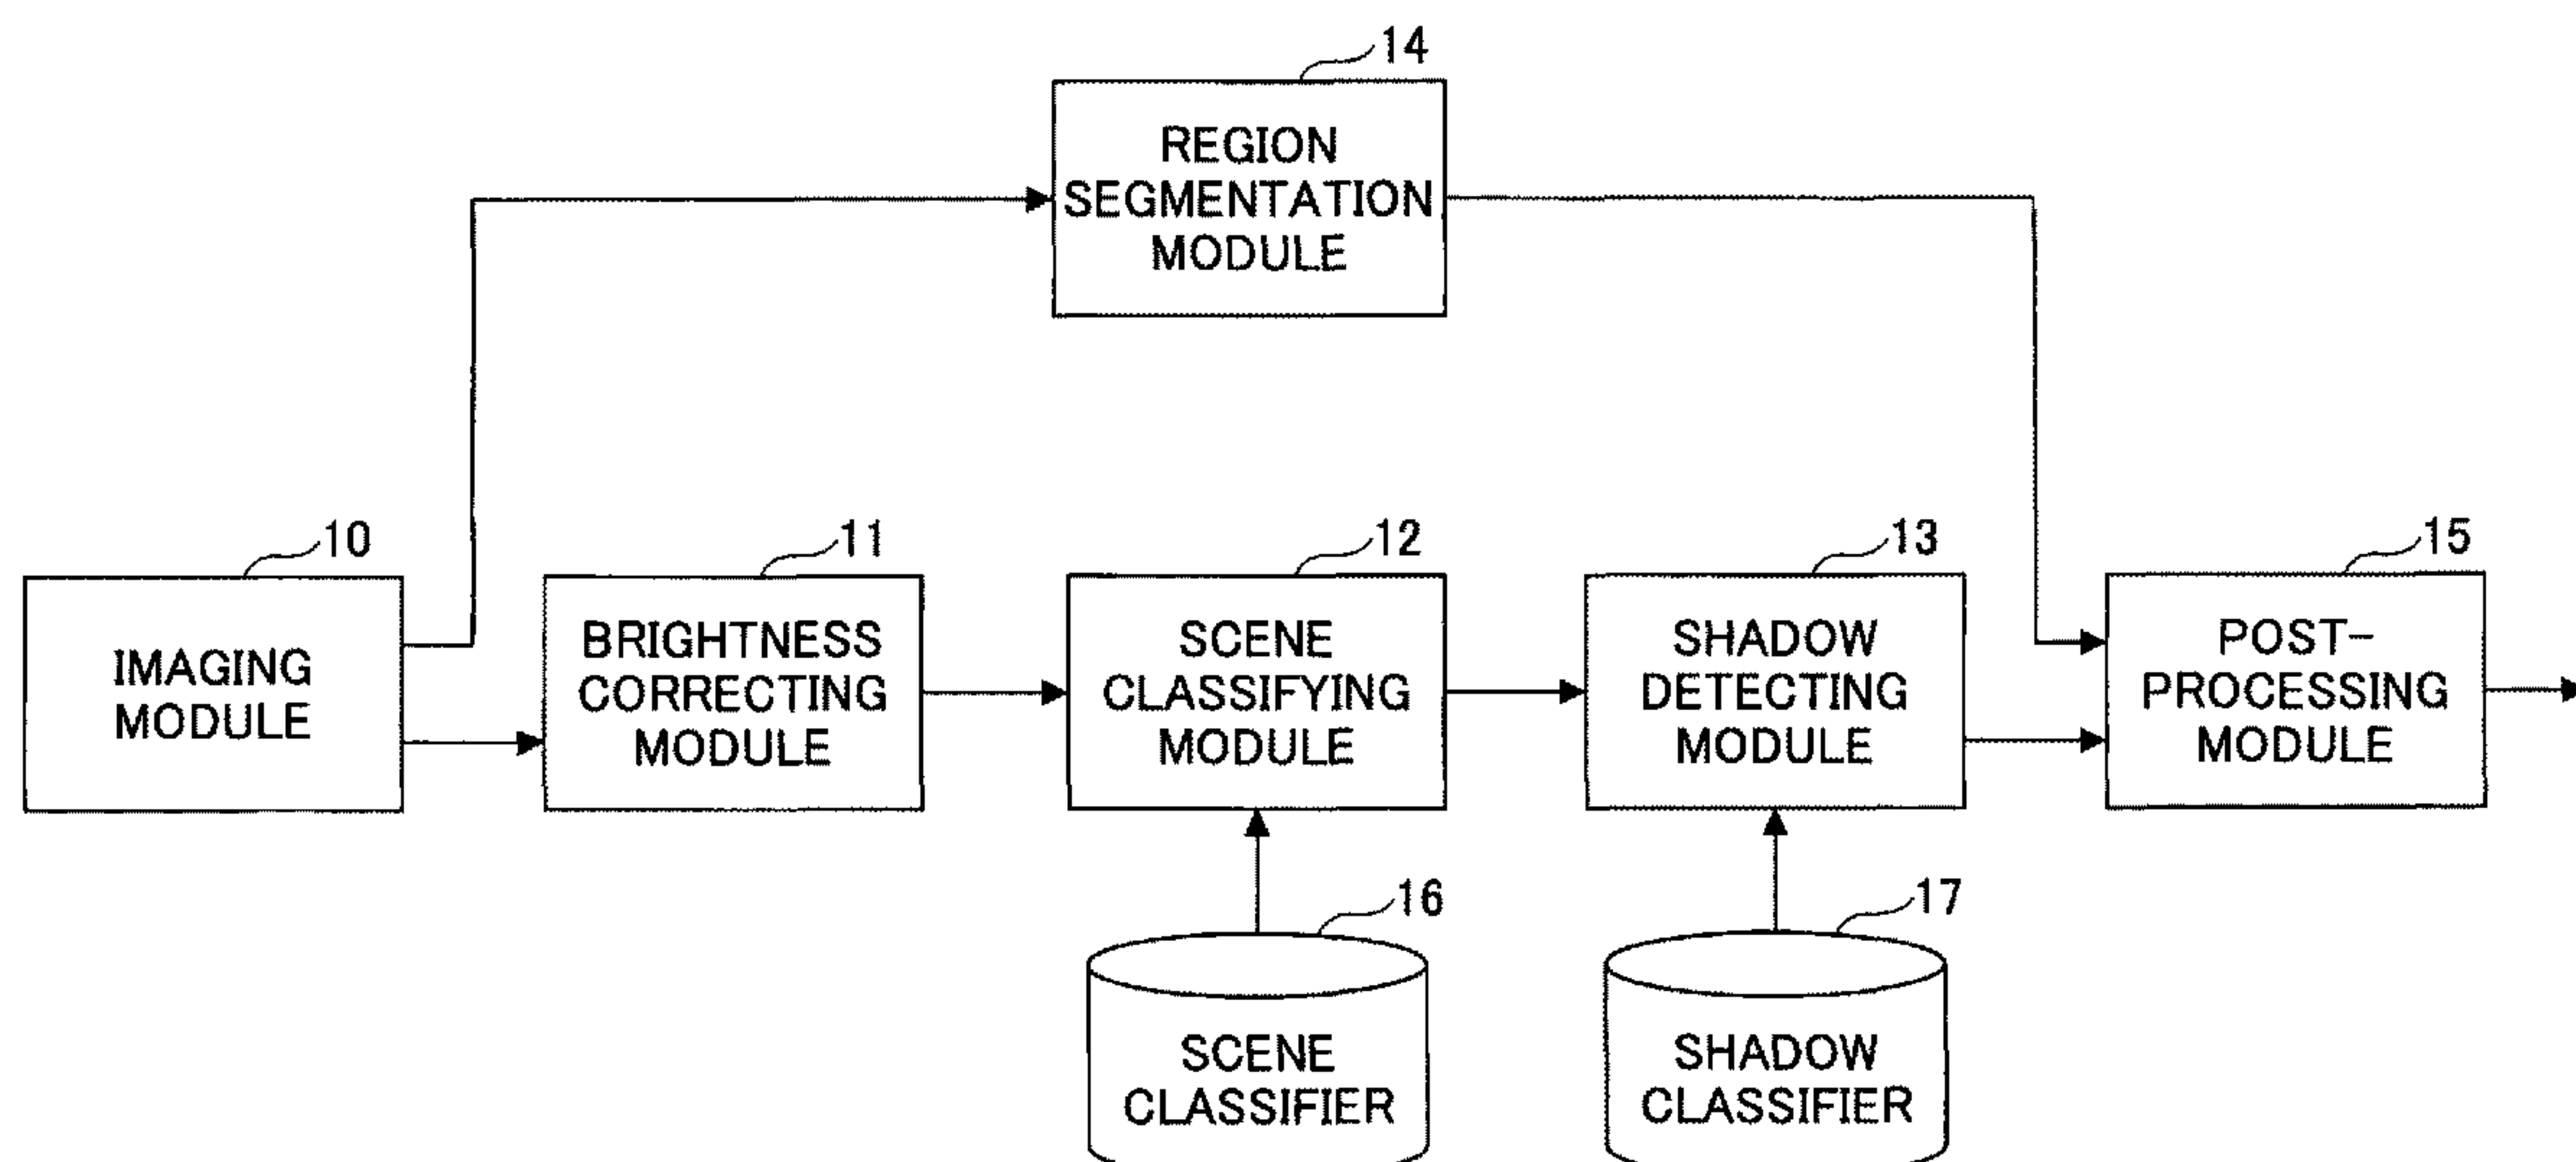 14
REGION
SEGMENTATION
MODULE
10
11
12
13
15
IMAGING
MODULE
BRIGHTNESS
CORRECTING
MODULE
SCENE
CLASSIFYING
MODULE
SHADOW
DETECTING
MODULE
POST-
PROCESSING
MODULE
16
17
SCENE
CLASSIFIER
SHADOW
CLASSIFIER